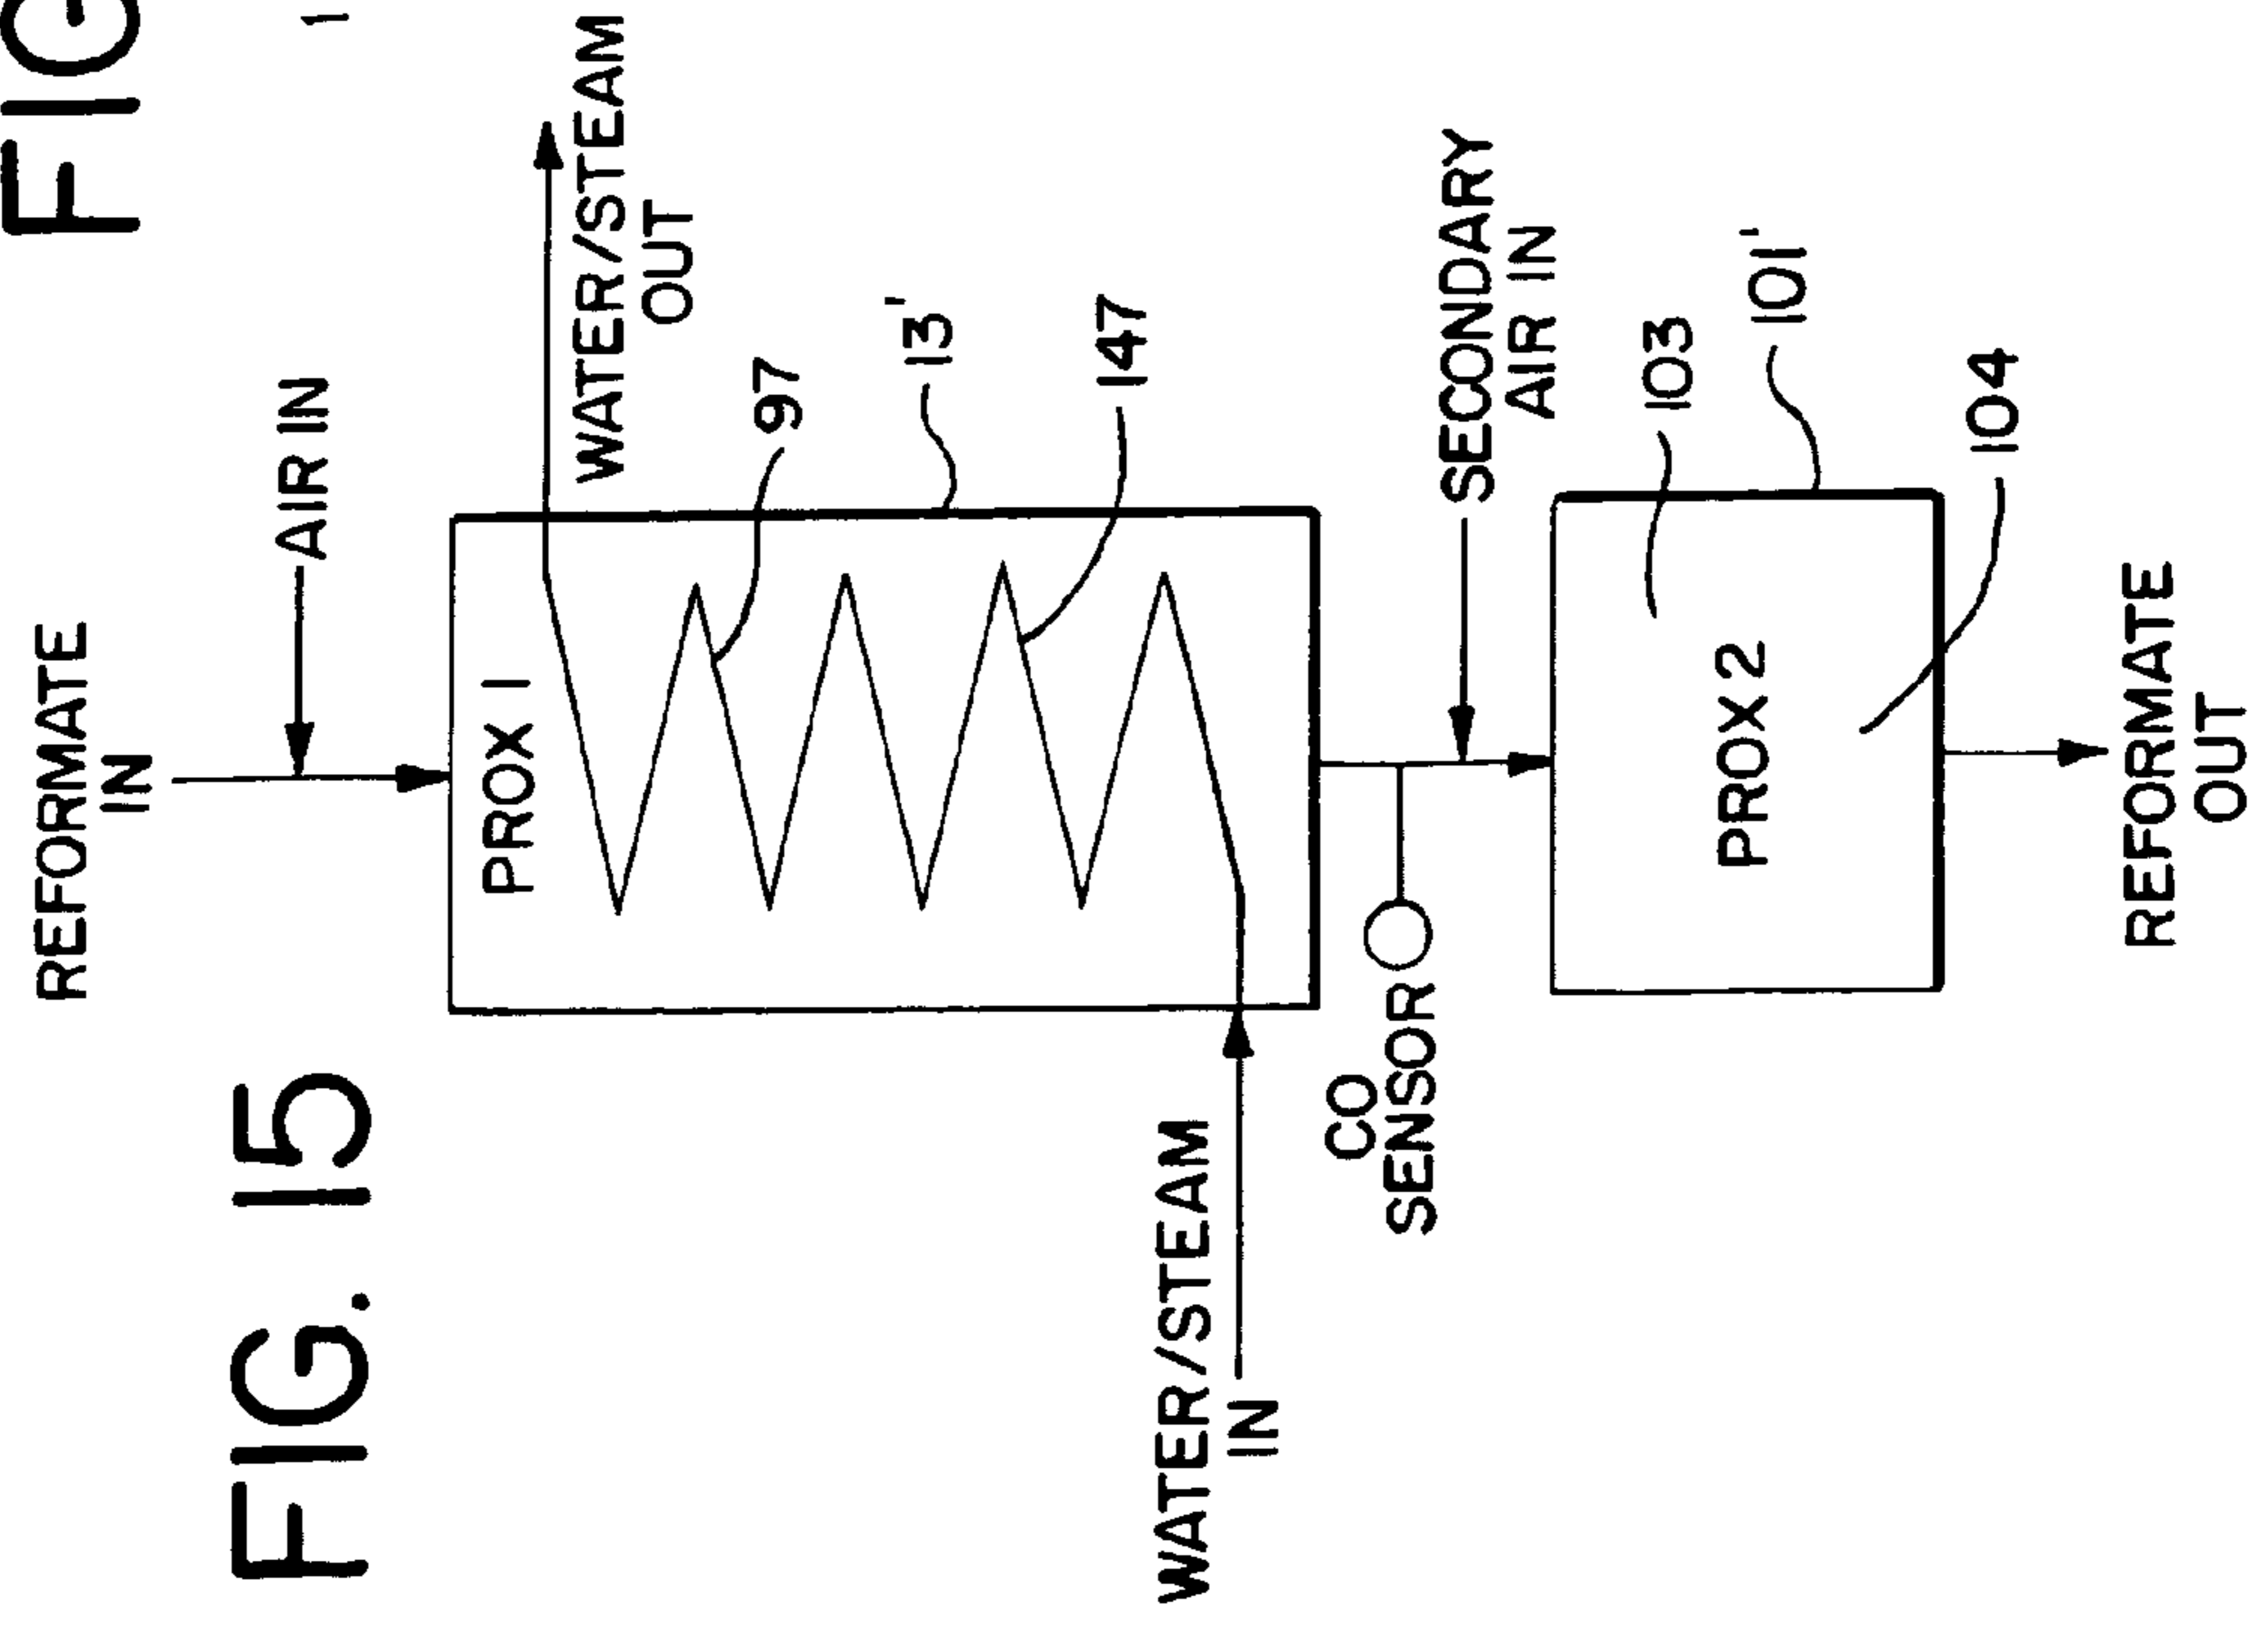 FIG. 15
REFORMATE
IN
AIR IN
PROX 1
WATER/STEAM
OUT
97
13'
147
WATER/STEAM
IN
CO
SENSOR
SECONDARY
AIR IN
PROX 2
103
101'
104
REFORMATE
OUT
FIG